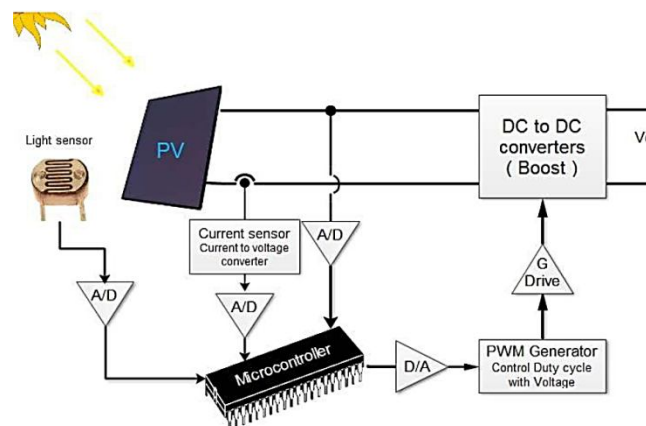 Light sensor
PV
DC to DC
converters
( Boost )
Current sensor
Current to voltage
converter
A/D
A/D
A/D
G
Drive
Microcontroller
D/A
PWM Generator
Control Duty cycle
with Voltage